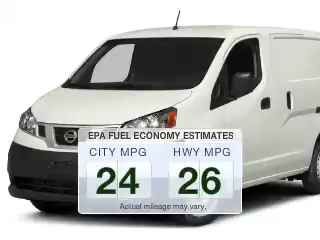 EPA FUEL ECONOMY ESTIMATES
CITY MPG HWY MPG
24 26
Actual mileage may vary.